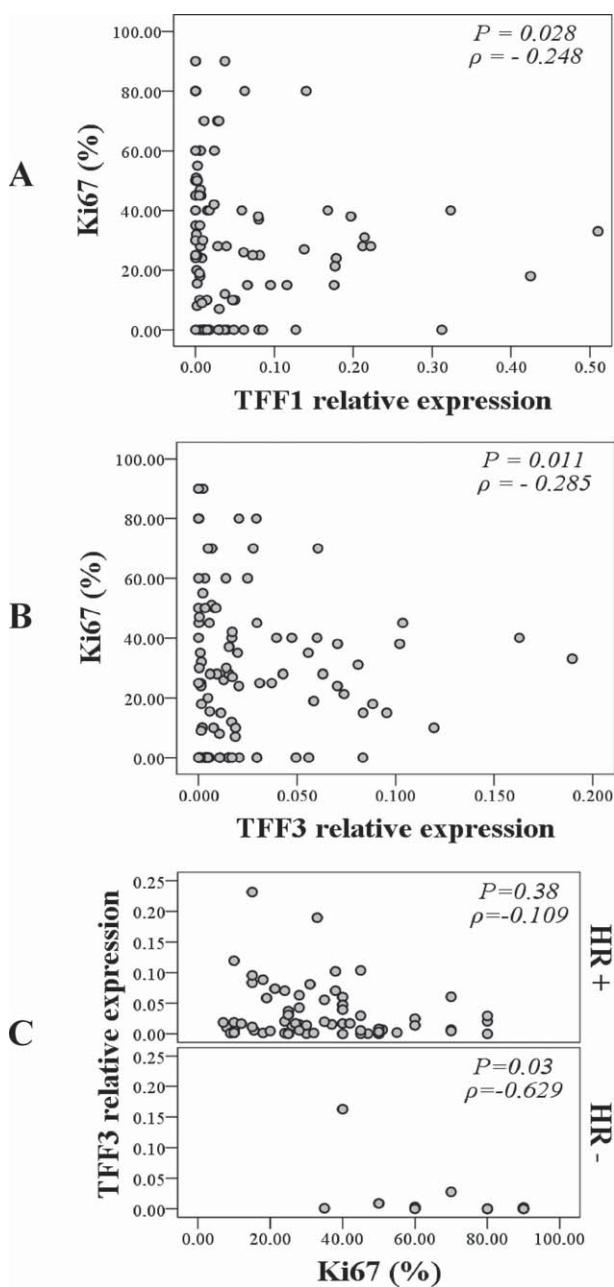 A
Ki67 (%)
100.00
80.00
60.00
40.00
20.00
0.00
P = 0.028
ρ = - 0.248
0.00 0.10 0.20 0.30 0.40 0.50
TFF1 relative expression
B
Ki67 (%)
100.00
80.00
60.00
40.00
20.00
0.00
P = 0.011
ρ = - 0.285
0.000 0.050 0.100 0.150 0.200
TFF3 relative expression
C
TFF3 relative expression
0.25
0.20
0.15
0.10
0.05
0.00
P=0.38
ρ=-0.109
HR +
0.25
0.20
0.15
0.10
0.05
0.00
P=0.03
ρ=-0.629
HR -
0.00 20.00 40.00 60.00 80.00 100.00
Ki67 (%)